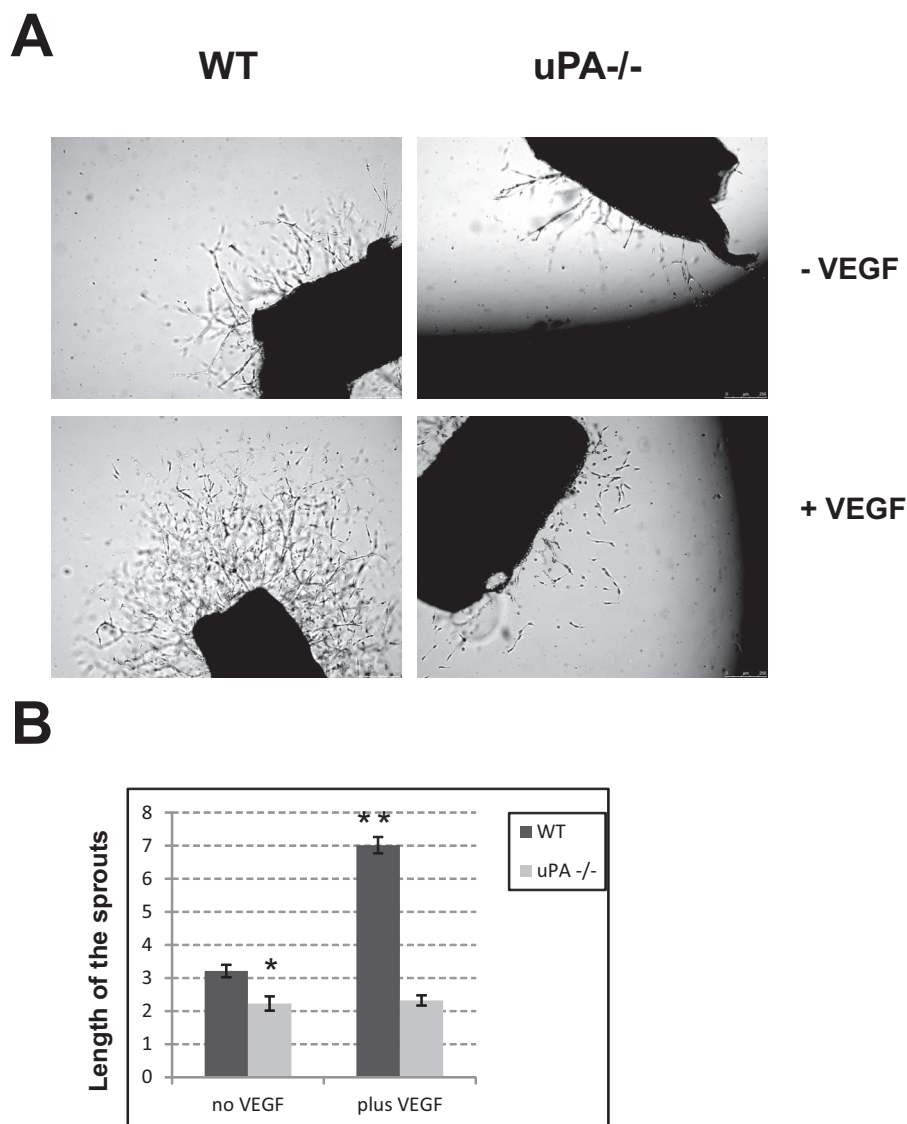 A
WT
uPA-/-
- VEGF
+ VEGF
B
Length of the sprouts
8
7
6
5
4
3
2
1
0
**
*
no VEGF
plus VEGF
WT
uPA -/-